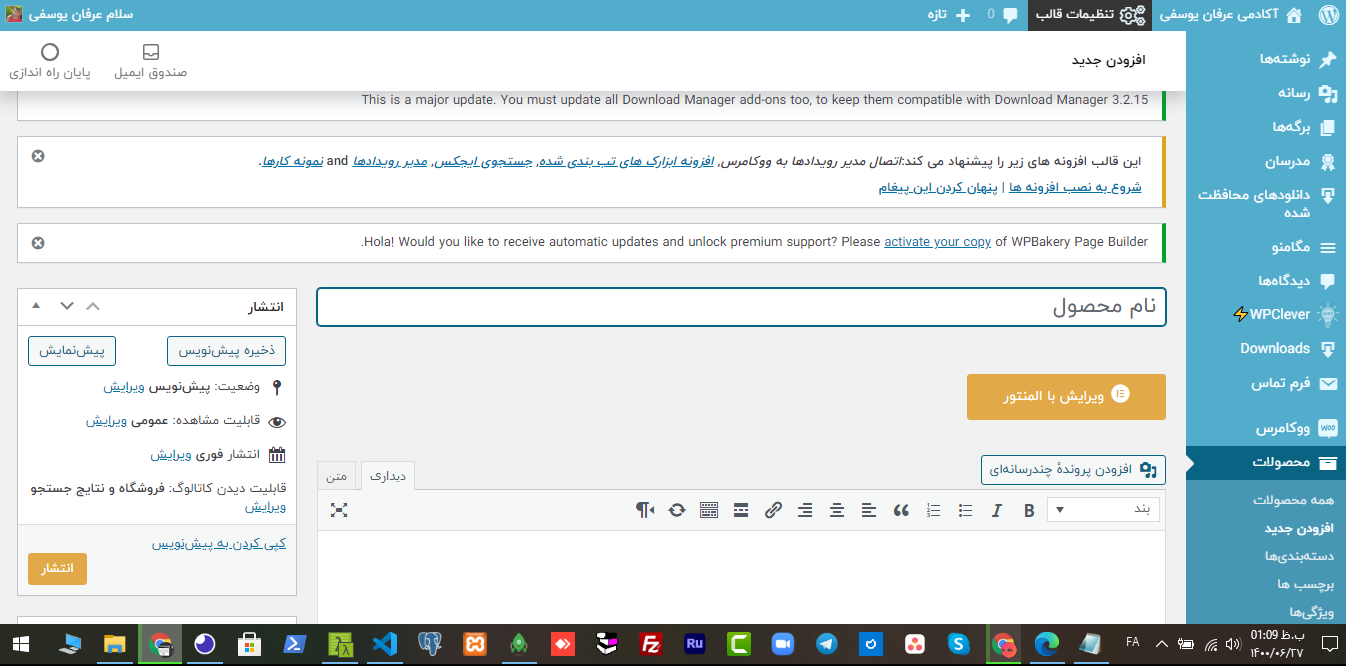 آکادمی عرفان یوسفی
تنظیمات قالب
0
تازه
سلام عرفان یوسفی
افزودن جدید
صندوق ایمیل
پایان راه اندازی
This is a major update. You must update all Download Manager add-ons too, to keep them compatible with Download Manager 3.2.15
این قالب افزونه های زیر را پیشنهاد می کند:اتصال مدیر رویدادها به ووکامرس, افزونه ابزارک های تب بندی شده, جستجوی ایجکس, مدیر رویدادها and نمونه کارها.
شروع به نصب افزونه ها | پنهان کردن این پیغام
Hola! Would you like to receive automatic updates and unlock premium support? Please activate your copy of WPBakery Page Builder.
نام محصول
ویرایش با المنتور
افزودن پروندهٔ چندرسانه‌ای
دیداری
متن
بند
انتشار
ذخیره پیش‌نویس
پیش‌نمایش
وضعیت: پیش‌نویس ویرایش
قابلیت مشاهده: عمومی ویرایش
انتشار فوری ویرایش
قابلیت دیدن کاتالوگ: فروشگاه و نتایج جستجو
ویرایش
کپی کردن به پیش‌نویس
انتشار
نوشته‌ها
رسانه
برگه‌ها
مدرسان
دانلودهای محافظت
شده
مگامنو
دیدگاه‌ها
WPClever
Downloads
فرم تماس
ووکامرس
محصولات
همه محصولات
افزودن جدید
دسته‌بندی‌ها
برچسب ها
ویژگی‌ها
FA
01:09 ب.ظ
۱۴۰۰/۰۶/۲۷